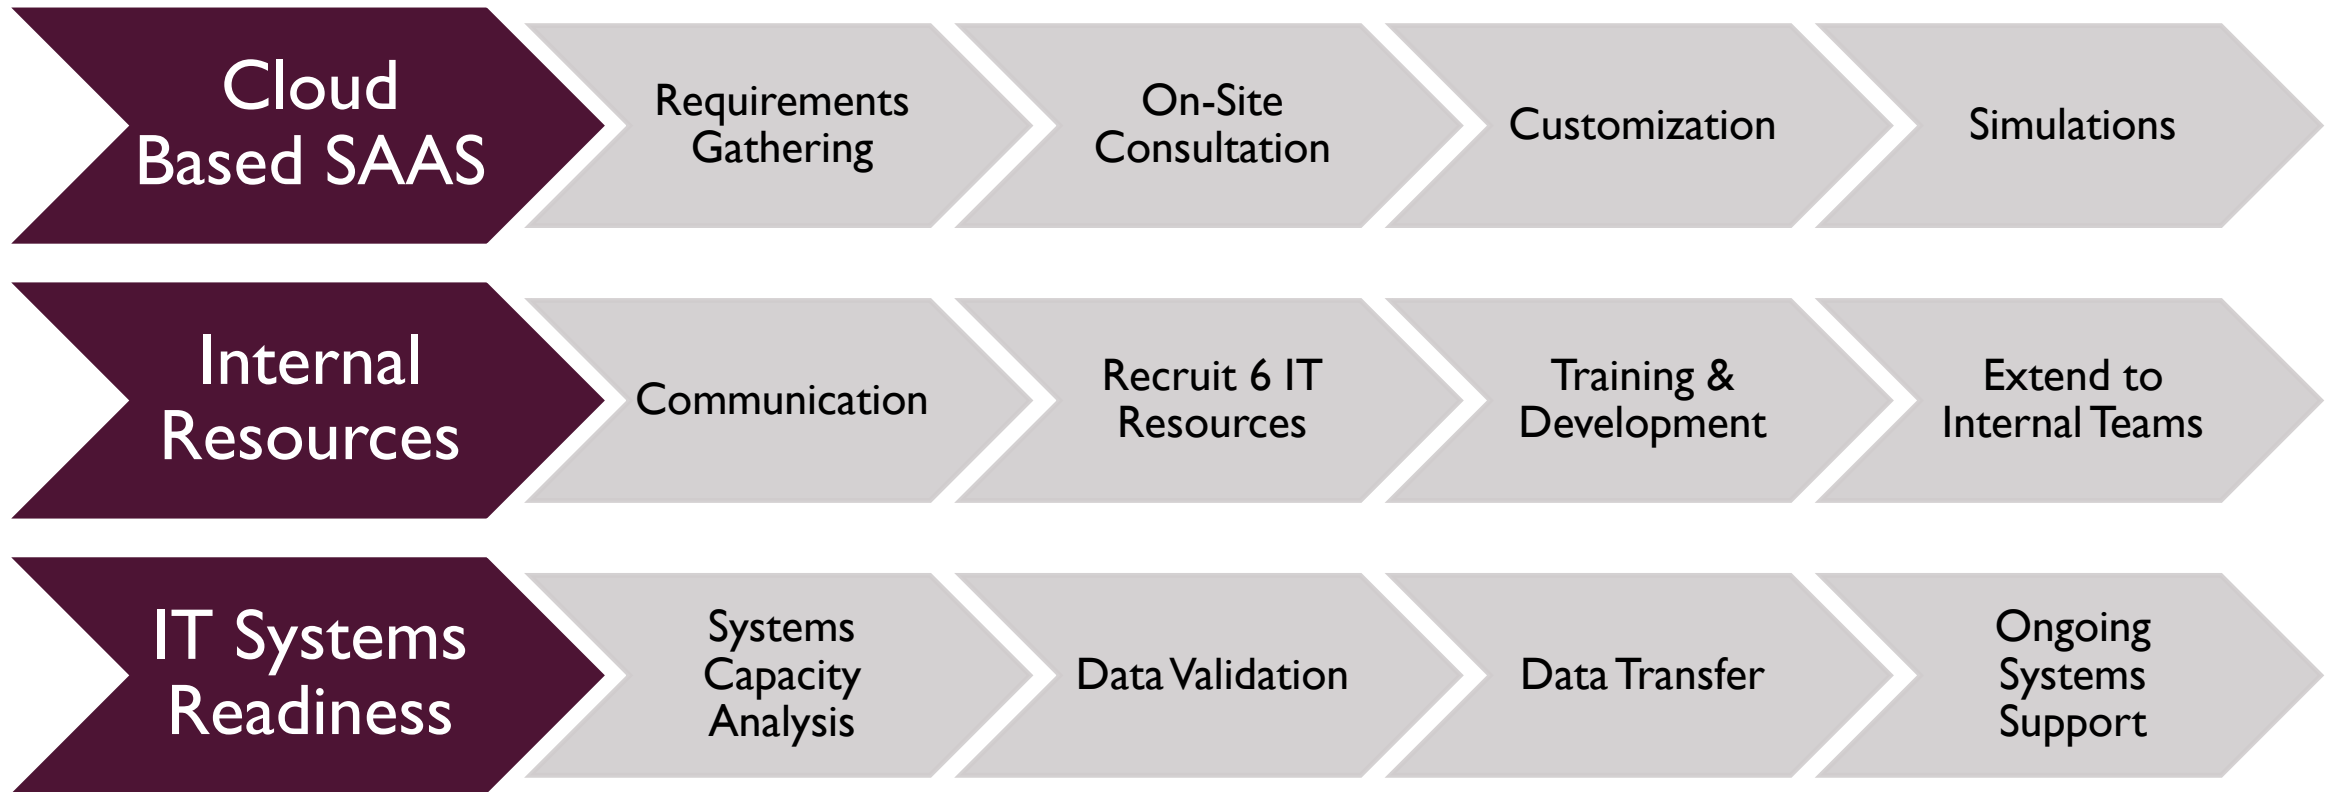 Cloud
Based SAAS
Requirements
Gathering
On-Site
Consultation
Customization
Simulations
Internal
Resources
Communication
Recruit 6 IT
Resources
Training &
Development
Extend to
Internal Teams
IT Systems
Readiness
Systems
Capacity
Analysis
Data Validation
Data Transfer
Ongoing
Systems
Support